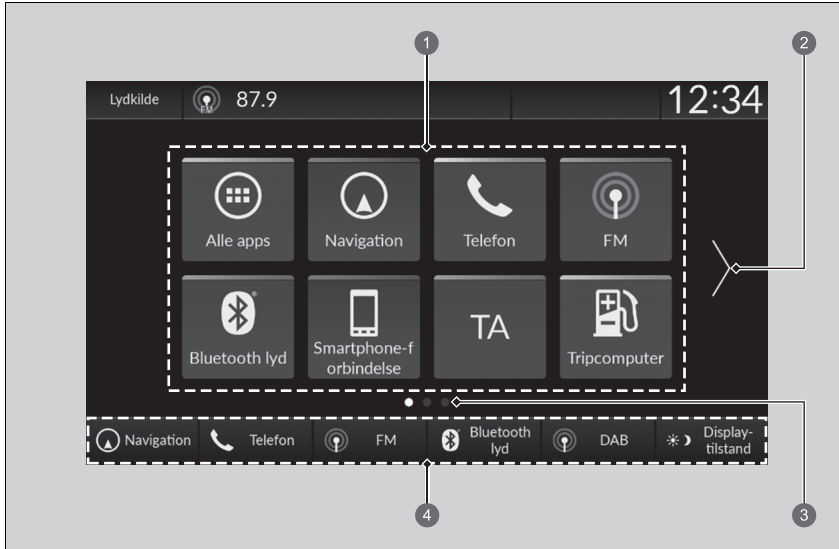 1
2
Lydkilde
FM
87.9
12:34
Alle apps
Navigation
Telefon
FM
Bluetooth lyd
Smartphone-f
orbindelse
TA
Tripcomputer
Navigation
Telefon
FM
Bluetooth
lyd
DAB
Display-
tilstand
4
3